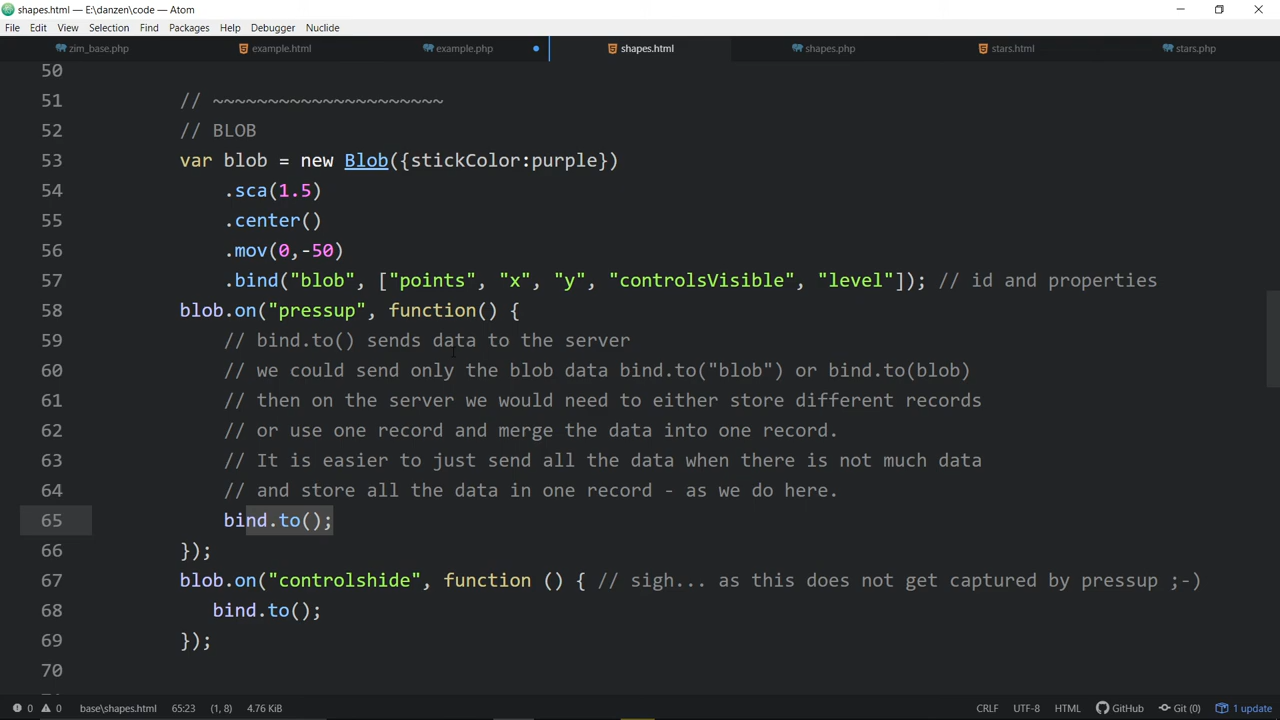 shapes.html — E:\danzen\code — Atom
File Edit View Selection Find Packages Help Debugger Nuclide
zim_base.php example.html example.php shapes.html shapes.php stars.html stars.php
50
51 // ~~~~~~~~~~~~~~~~~~~~~
52 // BLOB
53 var blob = new Blob({stickColor:purple})
54 .sca(1.5)
55 .center()
56 .mov(0,-50)
57 .bind("blob", ["points", "x", "y", "controlsVisible", "level"]); // id and properties
58 blob.on("pressup", function() {
59 // bind.to() sends data to the server
60 // we could send only the blob data bind.to("blob") or bind.to(blob)
61 // then on the server we would need to either store different records
62 // or use one record and merge the data into one record.
63 // It is easier to just send all the data when there is not much data
64 // and store all the data in one record - as we do here.
65 bind.to();
66 });
67 blob.on("controlshide", function () { // sigh... as this does not get captured by pressup ;-)
68 bind.to();
69 });
70
0 0 base\shapes.html 65:23 (1, 8) 4.76 KiB CRLF UTF-8 HTML GitHub Git (0) 1 update